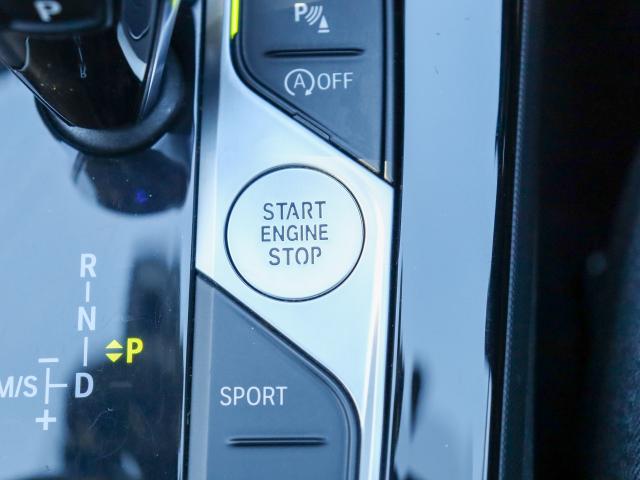 P
P
A OFF
START
ENGINE
STOP
R
N
P
M/S D
+
SPORT